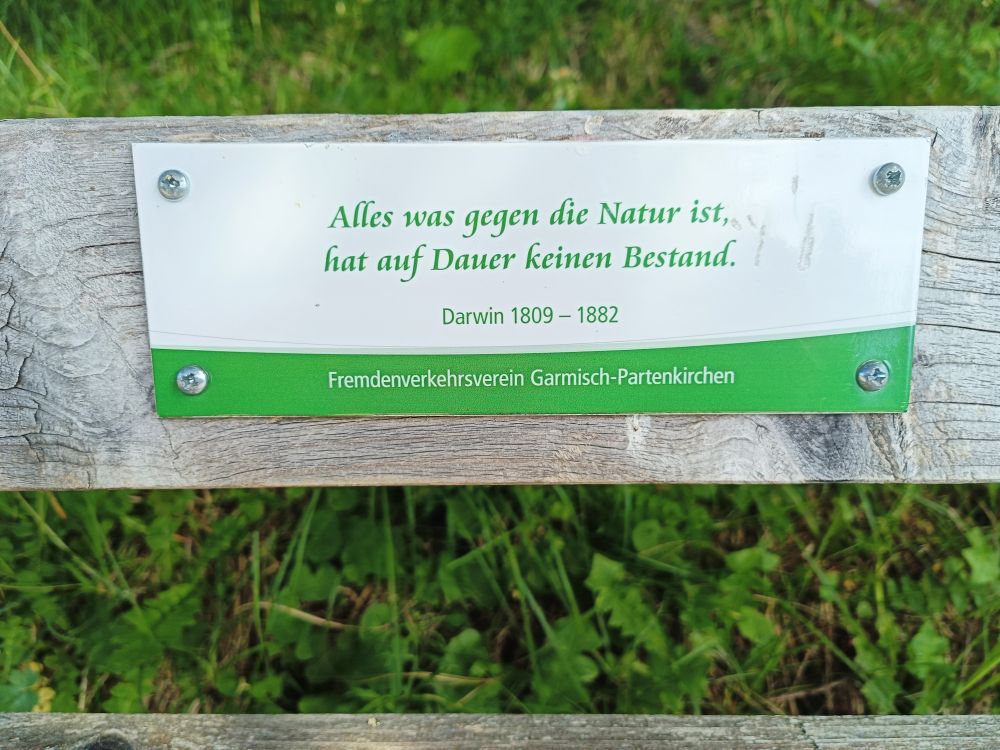 Alles was gegen die Natur ist,
hat auf Dauer keinen Bestand.
Darwin 1809 – 1882
Fremdenverkehrsverein Garmisch-Partenkirchen